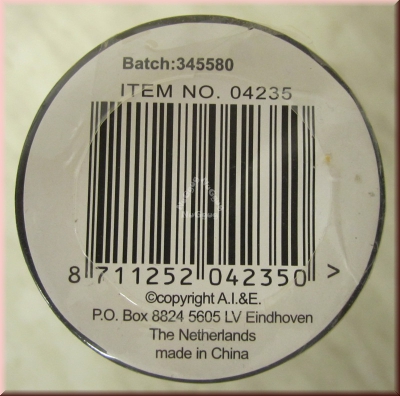 Batch:345580
ITEM NO. 04235
8 711252 042350 >
©copyright A.I.&E.
P.O. Box 8824 5605 LV Eindhoven
The Netherlands
made in China